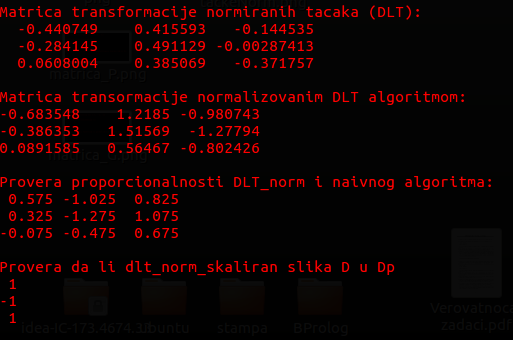 Matrica transformacije normiranih tacaka (DLT):
-0.440749 0.415593 -0.144535
-0.284145 0.491129 -0.00287413
0.0608004 0.385069 -0.371757
Matrica transormacije normalizovanim DLT algoritmom:
-0.683548 1.2185 -0.980743
-0.386353 1.51569 -1.27794
0.0891585 0.56467 -0.802426
Provera proporcionalnosti DLT_norm i naivnog algoritma:
0.575 -1.025 0.825
0.325 -1.275 1.075
-0.075 -0.475 0.675
Provera da li dlt_norm_skaliran slika D u Dp
1
-1
1
idea-IC-173.4674.3
stampa
BProlog
Verovatnoca
zadaci.pdf